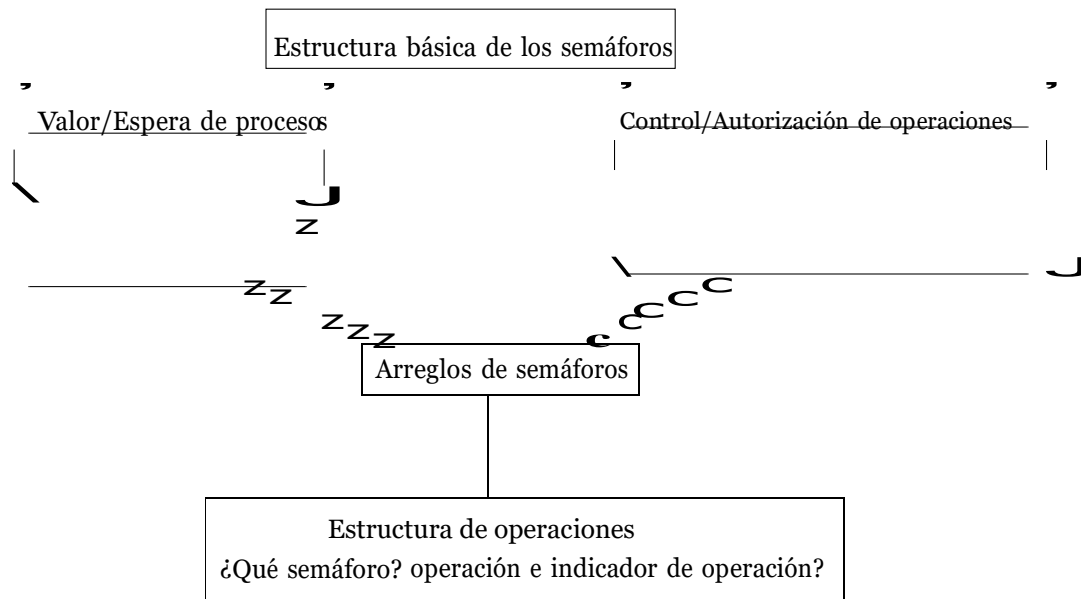 Estructura básica de los semáforos
Valor/Espera de procesos
Control/Autorización de operaciones
Arreglos de semáforos
Estructura de operaciones
¿Qué semáforo? operación e indicador de operación?